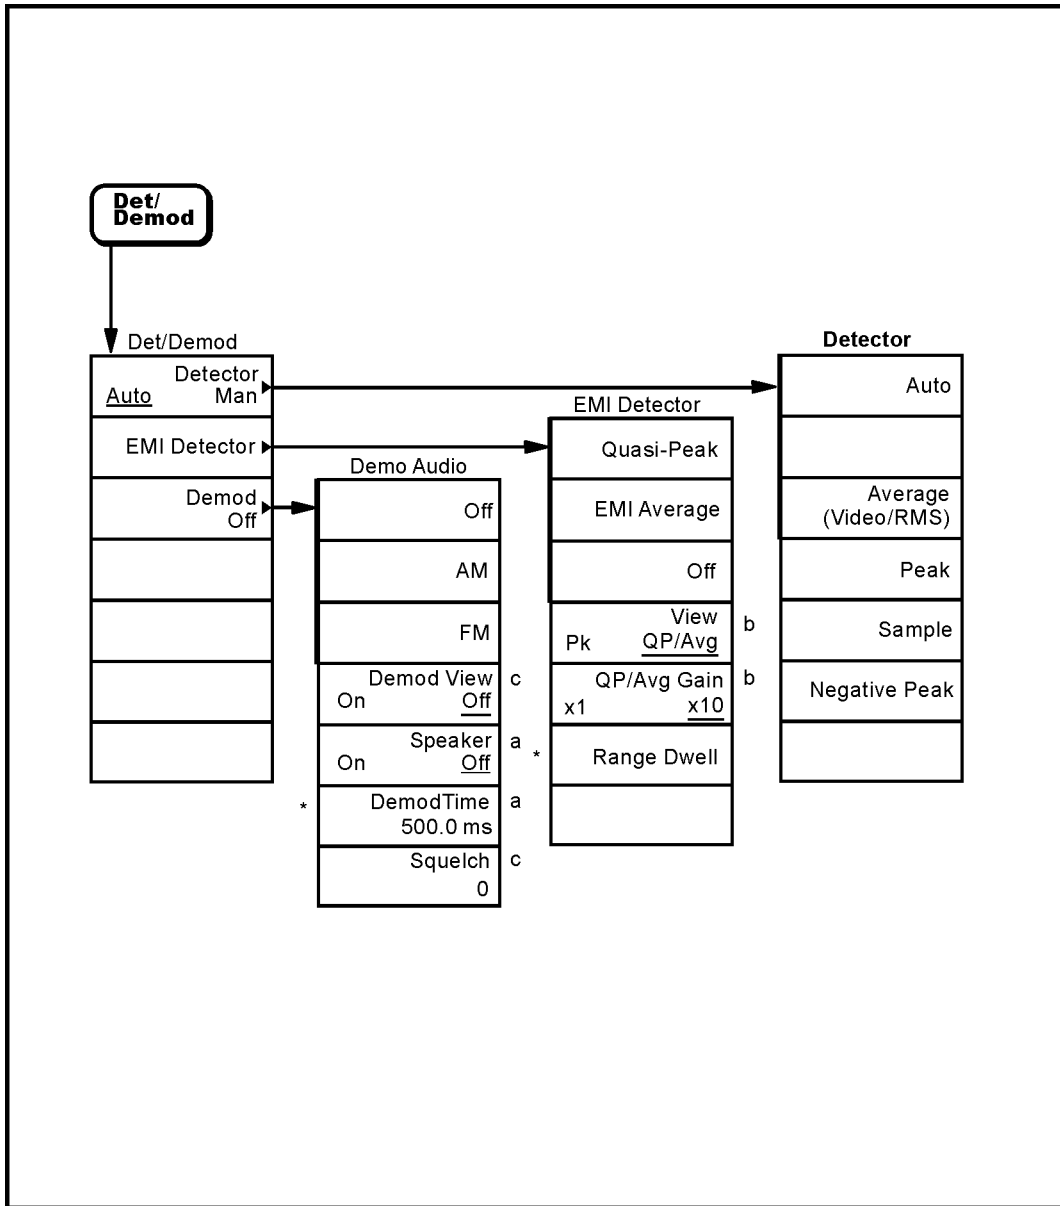 Det/
Demod
Det/Demod
Detector
Auto Man
EMI Detector
Demod
Off
Demo Audio
Off
AM
FM
Demod View c
On Off
Speaker a
On Off
* DemodTime a
500.0 ms
Squelch c
0
EMI Detector
Quasi-Peak
EMI Average
Off
View b
Pk QP/Avg
QP/Avg Gain b
x1 x10
* Range Dwell
Detector
Auto
Average
(Video/RMS)
Peak
Sample
Negative Peak